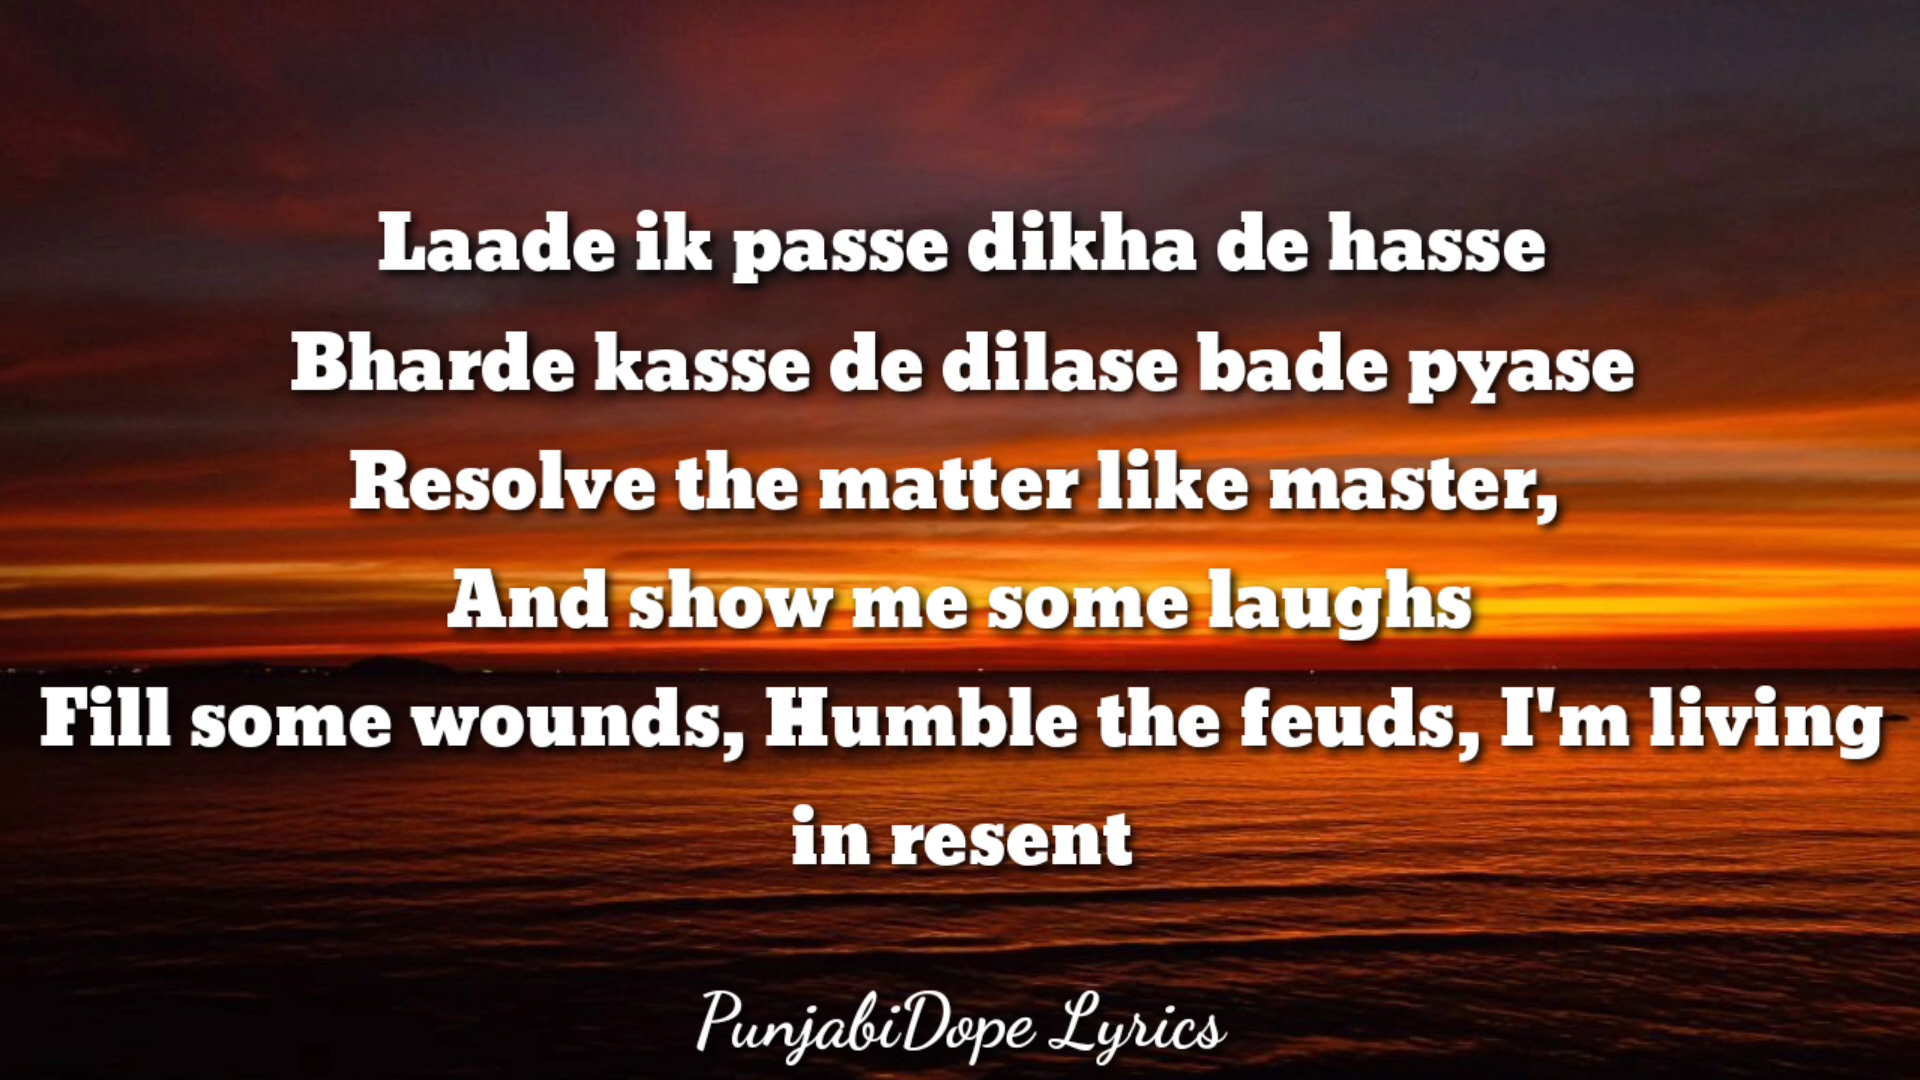 Laade ik passe dikha de hasse
Bharde kasse de dilase bade pyase
Resolve the matter like master,
And show me some laughs
Fill some wounds, Humble the feuds, I'm living
in resent
PunjabiDope Lyrics